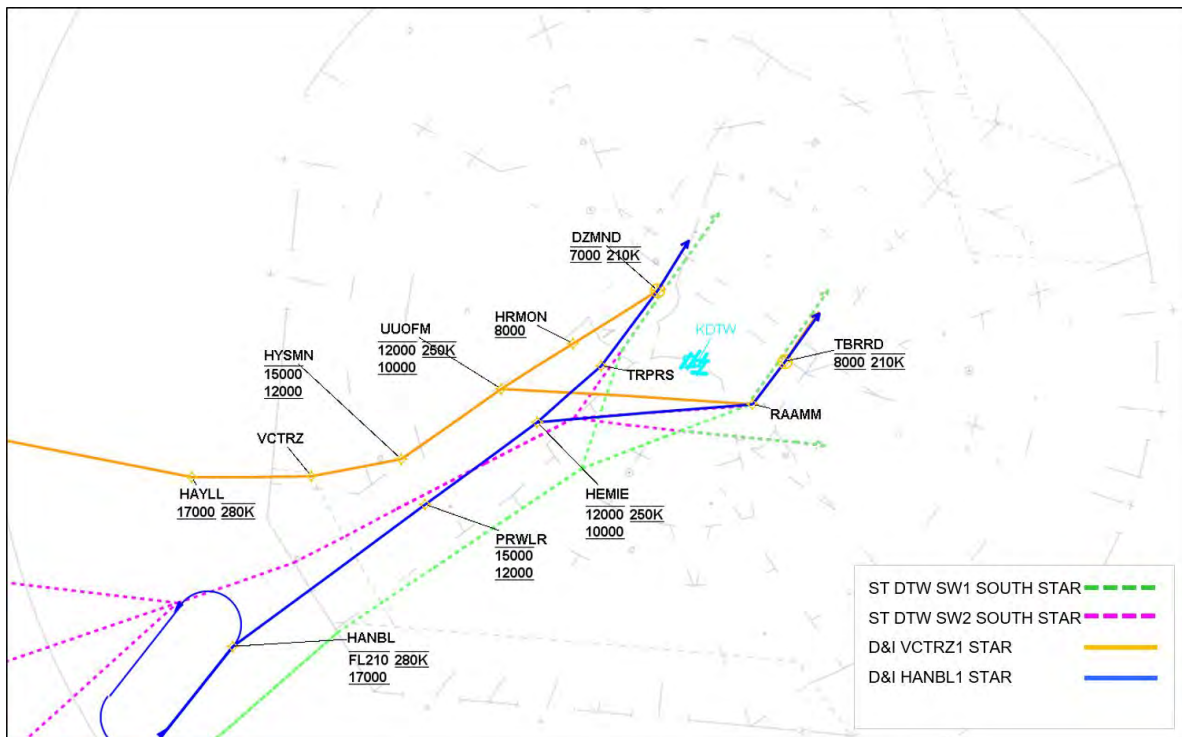 DZMND
7000 210K
KDTW
HRMON
8000
UUOFM
12000 250K
10000
HYSMN
15000
12000
TBRRD
8000 210K
TRPRS
RAAMM
VCTRZ
HAYLL
17000 280K
HEMIE
12000 250K
10000
PRWLR
15000
12000
HANBL
FL210 280K
17000
ST DTW SW1 SOUTH STAR
ST DTW SW2 SOUTH STAR
D&I VCTRZ1 STAR
D&I HANBL1 STAR